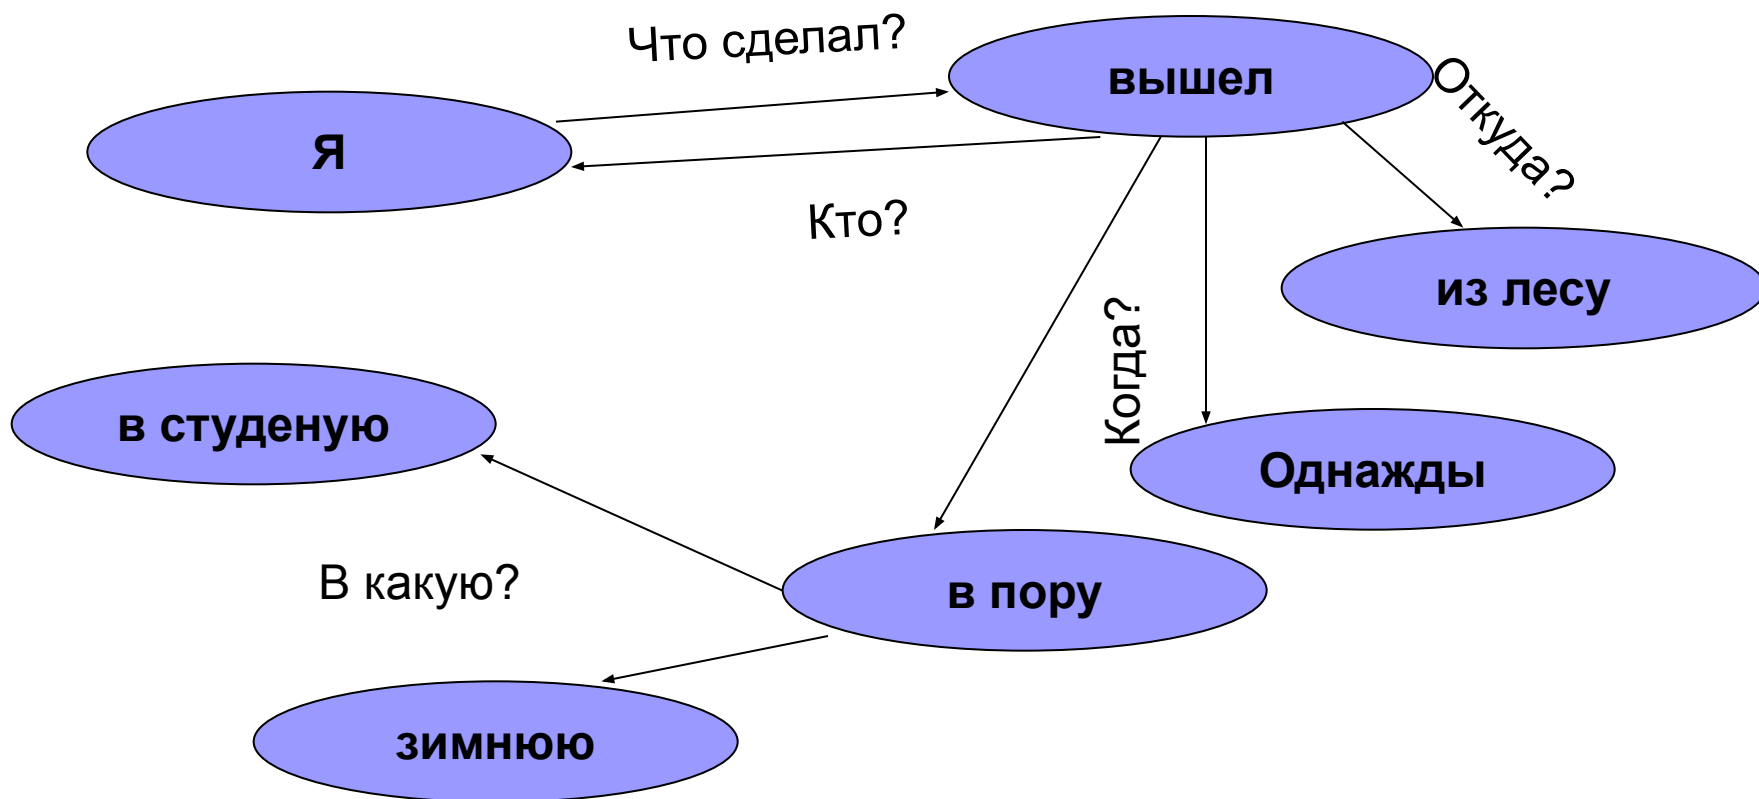 Что сделал?
вышел
Откуда?
Я
Кто?
из лесу
Когда?
в студеную
Однажды
В какую?
в пору
зимнюю